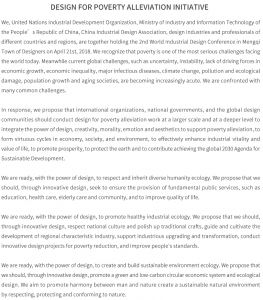 DESIGN FOR POVERTY ALLEVIATION INITIATIVE
We, United Nations Industrial Development Organization, Ministry of Industry and Information Technology of
the People's Republic of China, China Industrial Design Association, design industries and professionals of
different countries and regions, are together holding the 2nd World Industrial Design Conference in Mengqi
Town of Designers on April 21st, 2018. We recognize that poverty is one of the most serious challenges facing
the world today. Meanwhile current global challenges, such as uncertainty, instability, lack of driving forces in
economic growth, economic inequality, major infectious diseases, climate change, pollution and ecological
damage, population growth and aging societies, are becoming increasingly acute. We are confronted with
many common challenges.
In response, we propose that international organizations, national governments, and the global design
communities should conduct design for poverty alleviation work at a larger scale and at a deeper level to
integrate the power of design, creativity, morality, emotion and aesthetics in to support poverty alleviation, to
form virtuous cycles in economy, society, and environment, to effectively enhance industrial vitality and
value of life, to promote prosperity, to protect the earth and to contribute achieving the global 2030 Agenda for
Sustainable Development.
We are ready, with the power of design, to respect and inherit diverse humanity ecology. We propose that we
should, through innovative design, seek to ensure the provision of fundamental public services, such as
education, health care, elderly care and community, and to improve quality of life.
We are ready, with the power of design, to promote healthy industrial ecology. We propose that we should,
through innovative design, respect national culture and polish up traditional crafts, guide and cultivate the
development of regional characteristic industry, support industrious upgrading and transformation, conduct
innovative design projects for poverty reduction, and improve people's standards.
We are ready, with the power of design, to create and build sustainable environment ecology. We propose that
we should, through innovative design, promote a green and low-carbon circular economic system and ecological
design. We aim to promote harmony between man and nature create a sustainable natural environment
by respecting, protecting and conforming to nature.